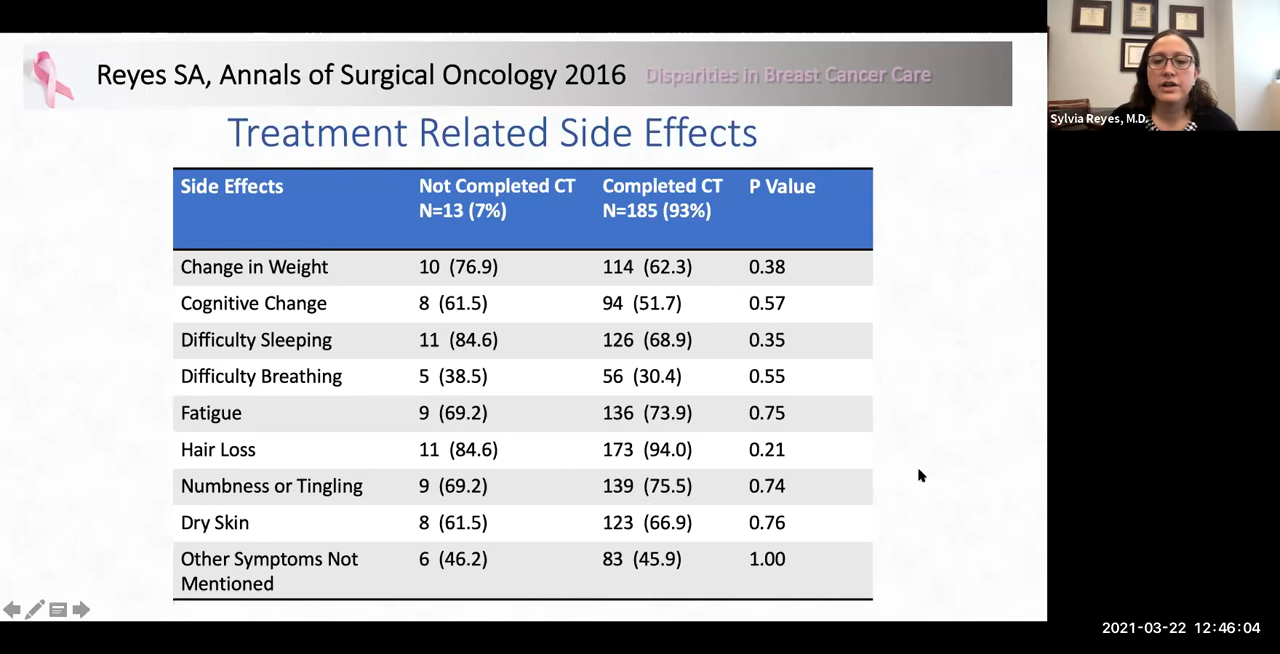 Reyes SA, Annals of Surgical Oncology 2016 Disparities in Breast Cancer Care
Sylvia Reyes, M.D.
Treatment Related Side Effects
Side Effects Not Completed CT Completed CT P Value
N=13 (7%) N=185 (93%)
Change in Weight 10 (76.9) 114 (62.3) 0.38
Cognitive Change 8 (61.5) 94 (51.7) 0.57
Difficulty Sleeping 11 (84.6) 126 (68.9) 0.35
Difficulty Breathing 5 (38.5) 56 (30.4) 0.55
Fatigue 9 (69.2) 136 (73.9) 0.75
Hair Loss 11 (84.6) 173 (94.0) 0.21
Numbness or Tingling 9 (69.2) 139 (75.5) 0.74
Dry Skin 8 (61.5) 123 (66.9) 0.76
Other Symptoms Not 6 (46.2) 83 (45.9) 1.00
Mentioned
2021-03-22 12:46:04